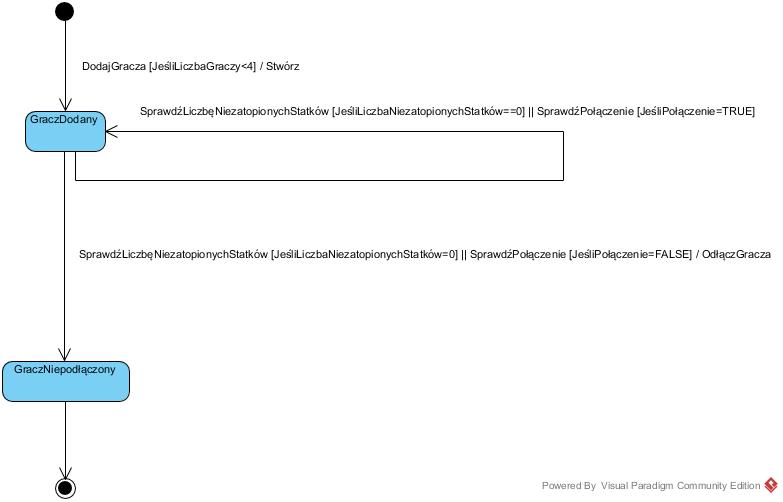 DodajGracza [JeśliLiczbaGraczy<4] / Stwórz
SprawdźLiczbęNiezatopionychStatków [JeśliLiczbaNiezatopionychStatków==0] || SprawdźPołączenie [JeśliPołączenie=TRUE]
GraczDodany
SprawdźLiczbęNiezatopionychStatków [JeśliLiczbaNiezatopionychStatków=0] || SprawdźPołączenie [JeśliPołączenie=FALSE] / OdłączGracza
GraczNiepodłączony
Powered By Visual Paradigm Community Edition